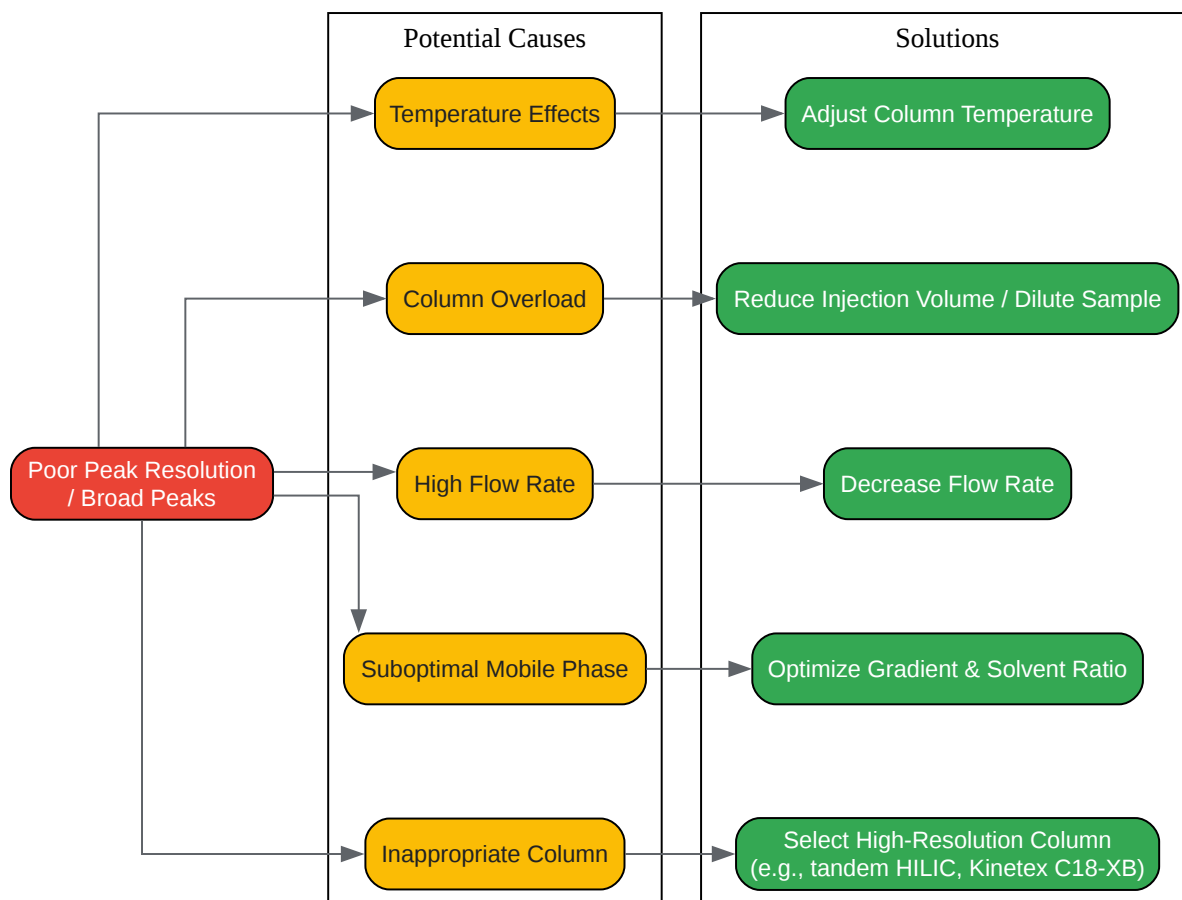 Potential Causes
Solutions
Temperature Effects
Adjust Column Temperature
Column Overload
Reduce Injection Volume / Dilute Sample
Poor Peak Resolution
/ Broad Peaks
High Flow Rate
Decrease Flow Rate
Suboptimal Mobile Phase
Optimize Gradient & Solvent Ratio
Inappropriate Column
Select High-Resolution Column
(e.g., tandem HILIC, Kinetex C18-XB)